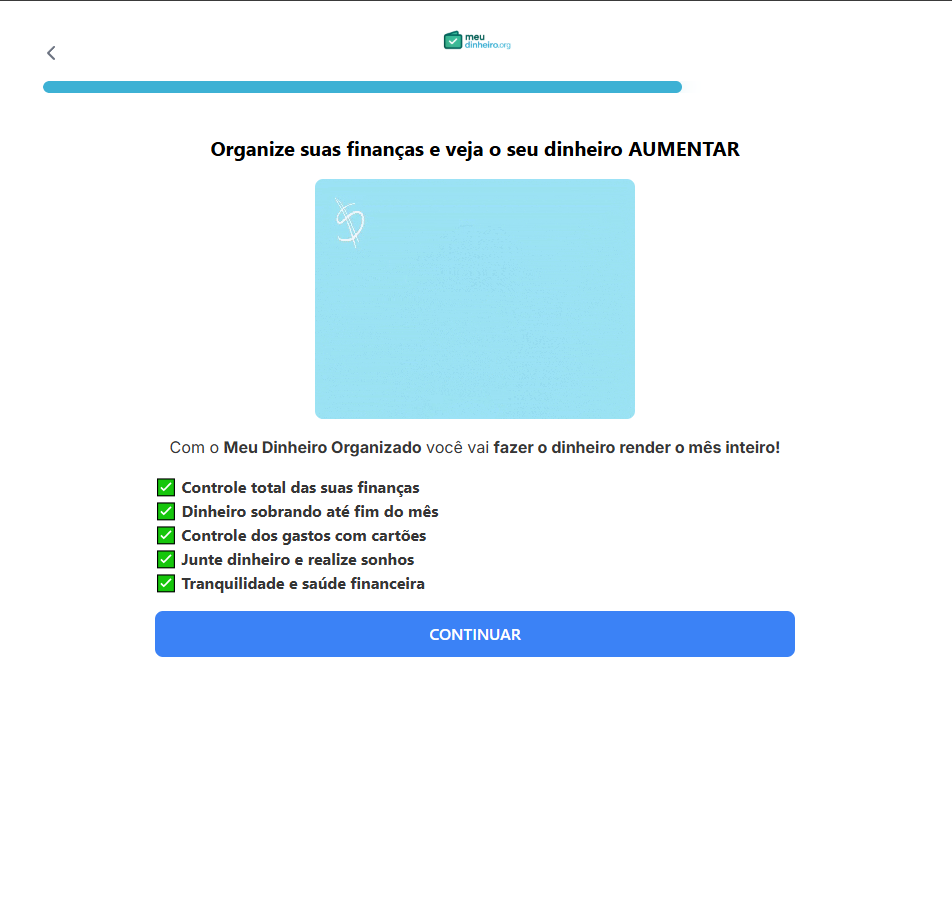 meu
dinheiro.org
Organize suas finanças e veja o seu dinheiro AUMENTAR
$
Com o Meu Dinheiro Organizado você vai fazer o dinheiro render o mês inteiro!
✅ Controle total das suas finanças
✅ Dinheiro sobrando até fim do mês
✅ Controle dos gastos com cartões
✅ Junte dinheiro e realize sonhos
✅ Tranquilidade e saúde financeira
CONTINUAR